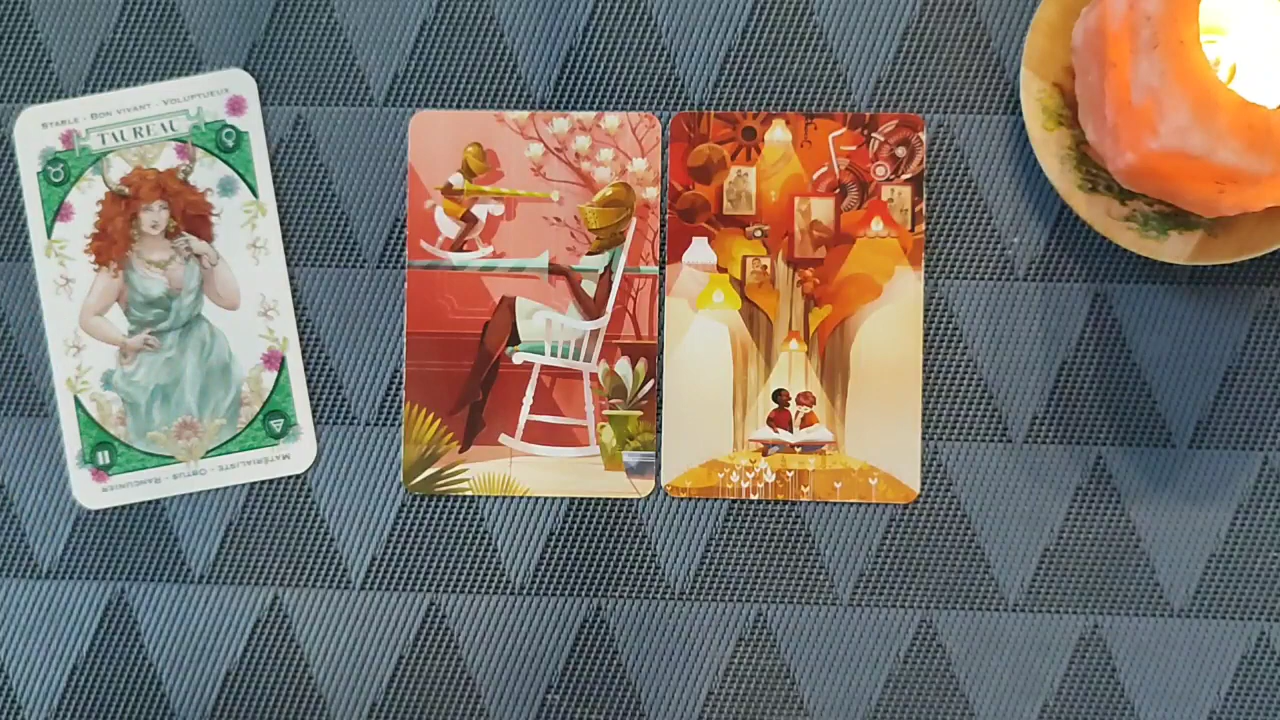 STABLE - BON VIVANT - VOLUPTUEUX
TAUREAU
MATÉRIALISTE - OBTUS - RANCUNIER